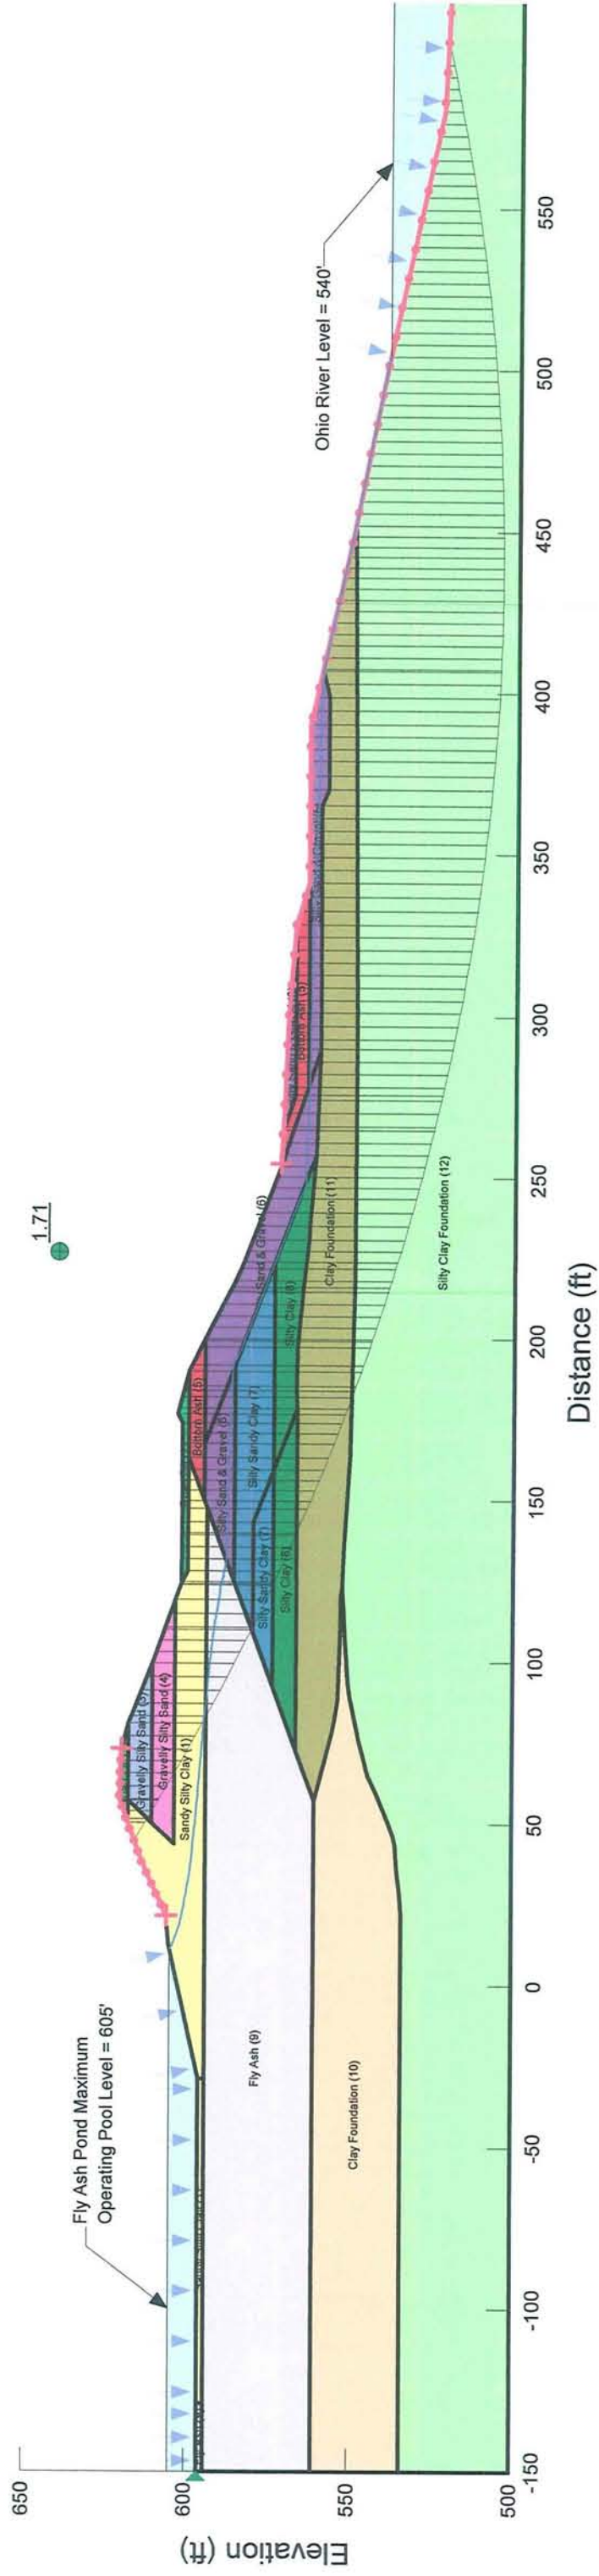 1.71
Fly Ash Pond Maximum
Operating Pool Level = 605'
Ohio River Level = 540'
Gravelly Silty Sand (3)
Gravelly Silty Sand (4)
Sandy Silty Clay (1)
Bottom Ash (5)
Silty Sand & Gravel (6)
Silty Sandy Clay (7)
Silty Sandy Clay (7)
Silty Clay (8)
Silty Clay (8)
Sand & Gravel (6)
Bottom Ash (5)
Clay Foundation (11)
Silty Clay Foundation (12)
Fly Ash (9)
Clay Foundation (10)
Elevation (ft)
650
600
550
500
-150
-100
-50
0
50
100
150
200
250
300
350
400
450
500
550
Distance (ft)